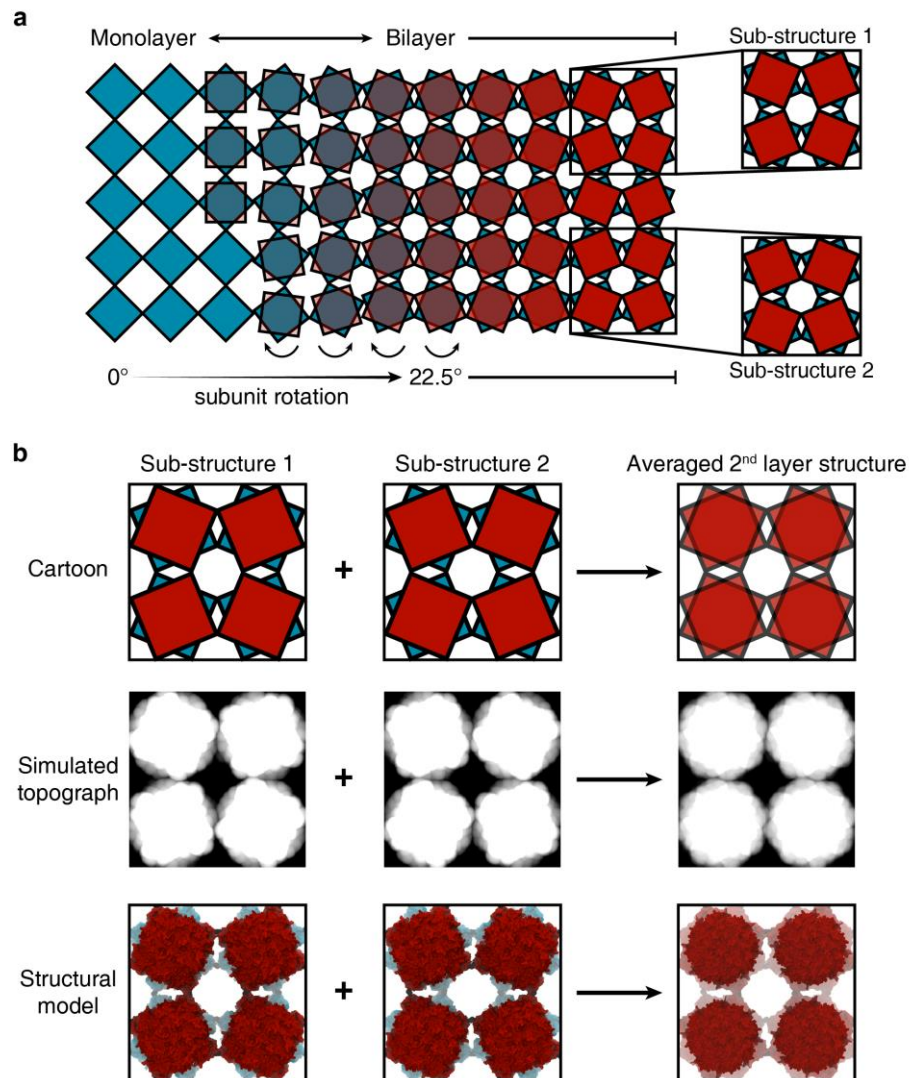 a
Monolayer Bilayer Sub-structure 1
Sub-structure 2
0° subunit rotation 22.5°
b
Sub-structure 1 Sub-structure 2 Averaged 2nd layer structure
Cartoon + 
Simulated
topograph +
Structural
model +